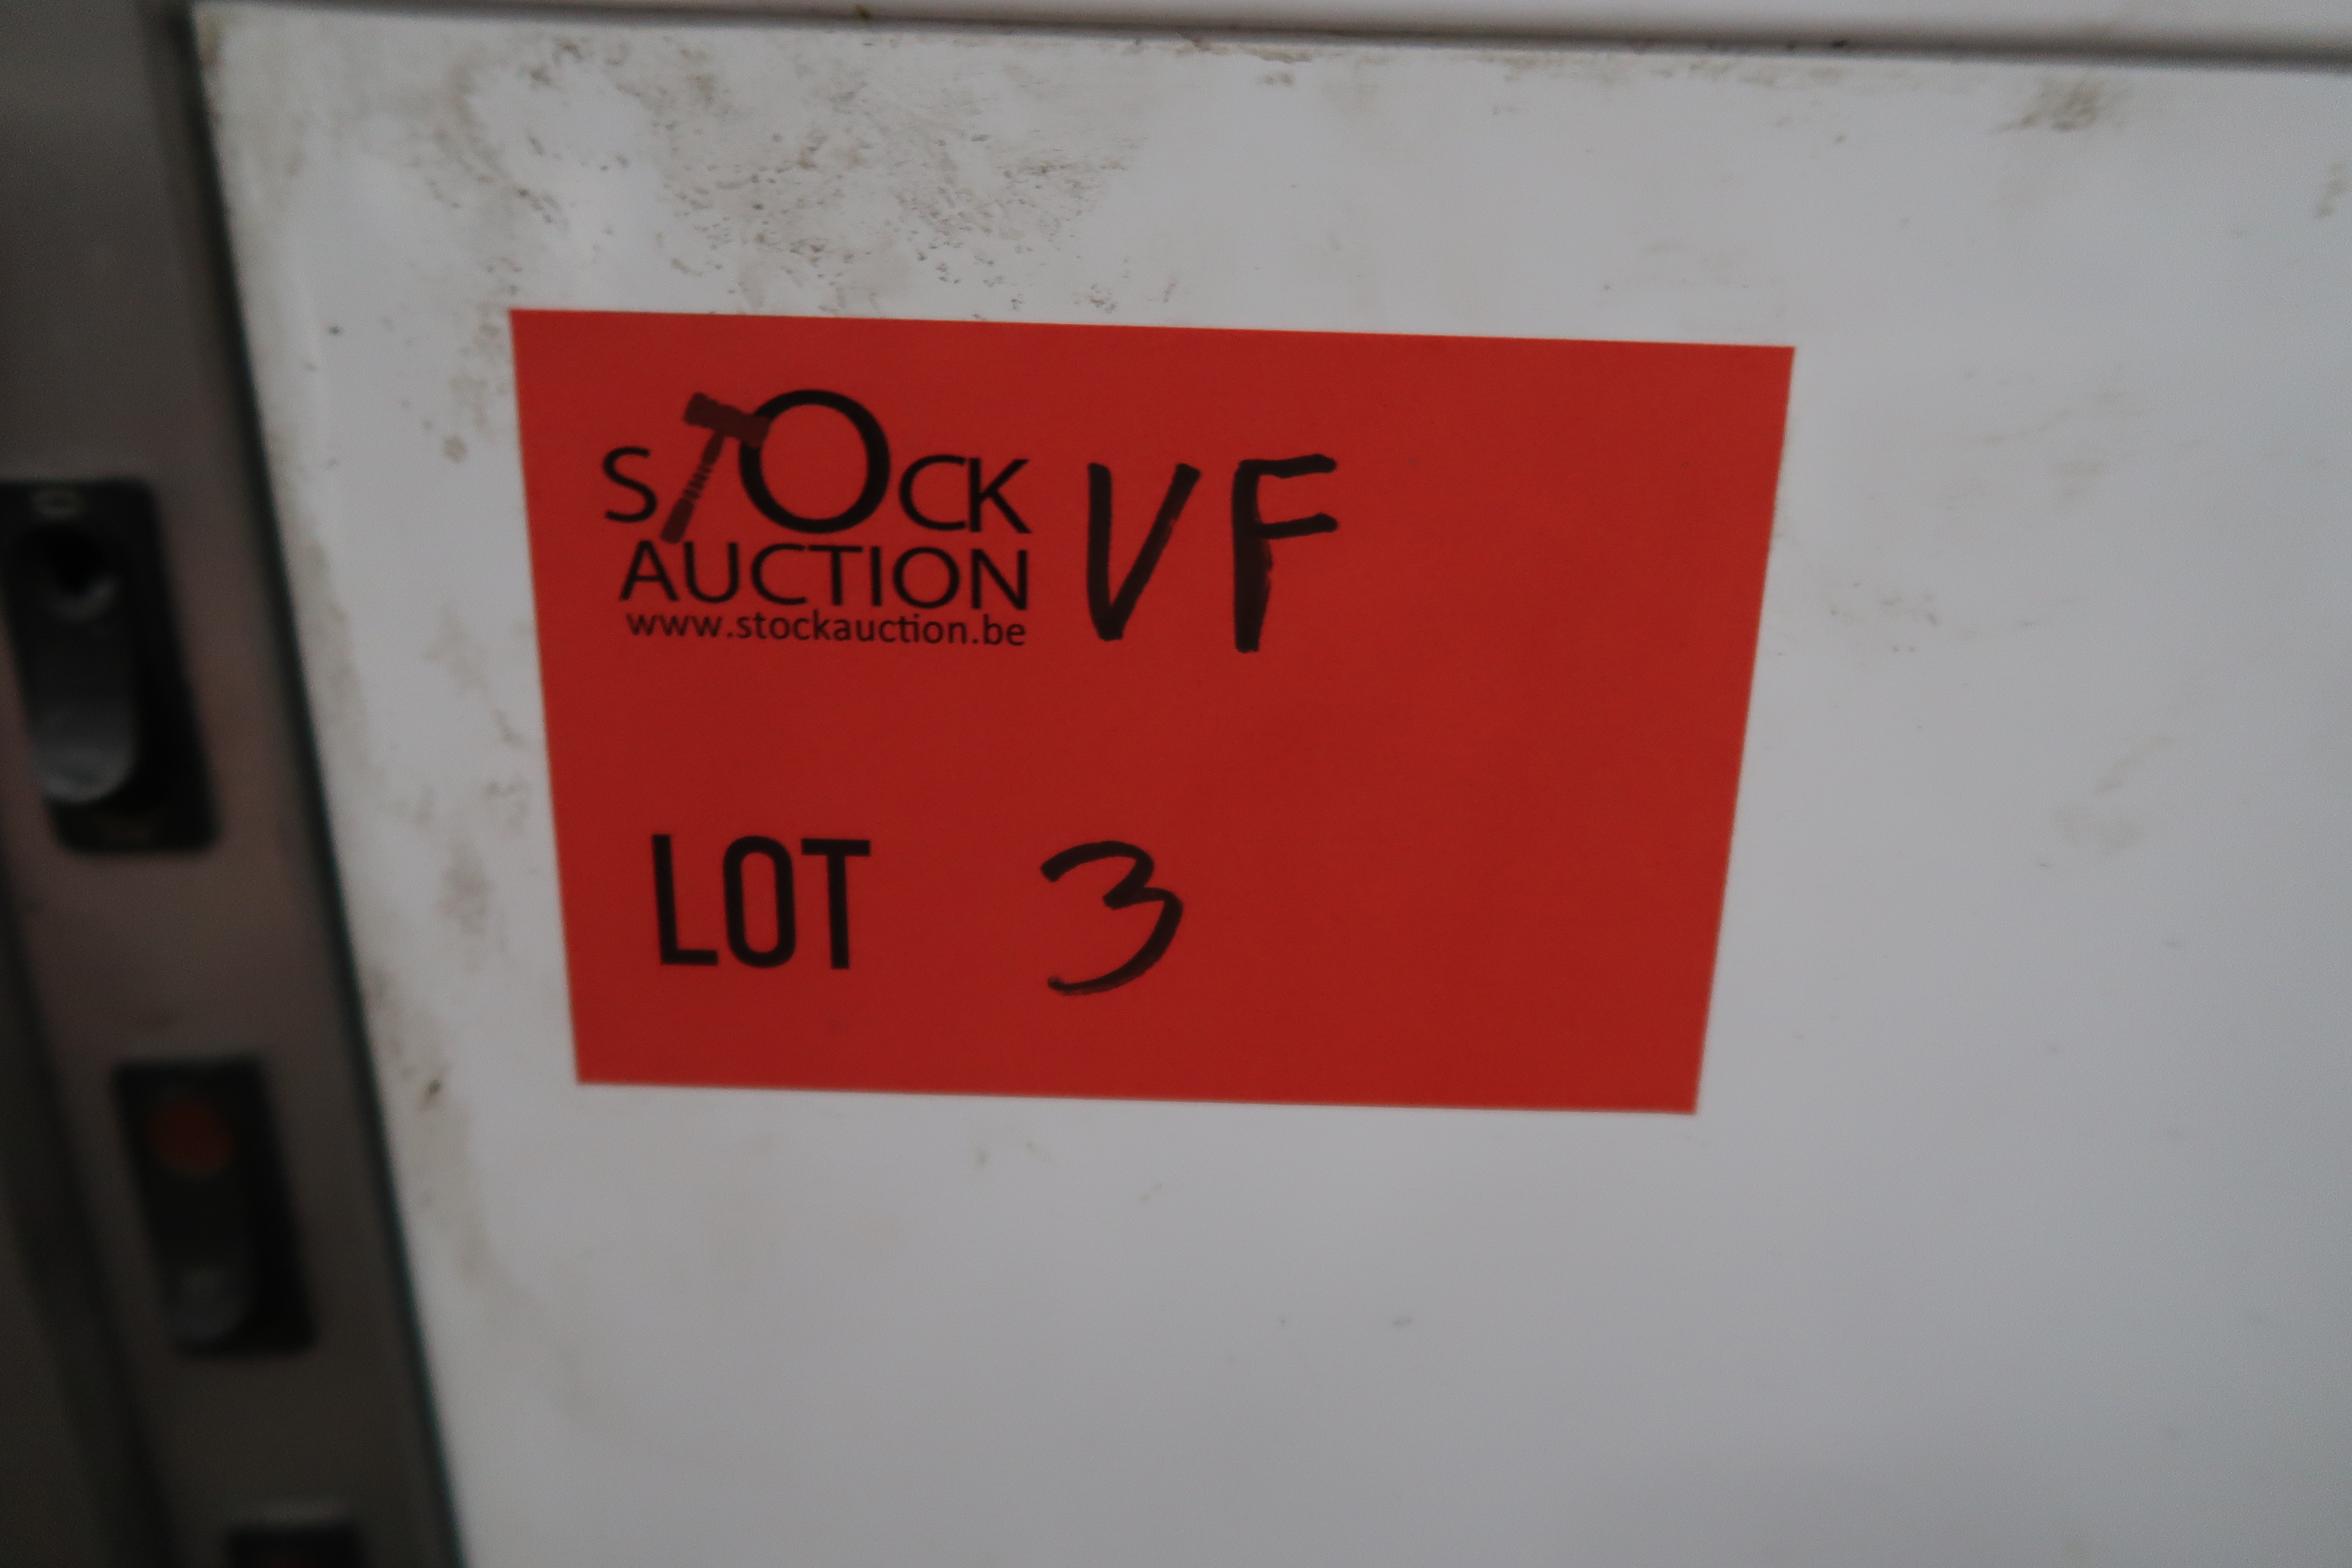 STOCK VF
AUCTION
www.stockauction.be
LOT 3